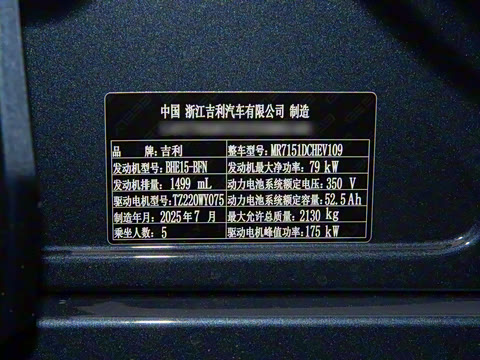 中国 浙江吉利汽车有限公司 制造
品 牌:吉利 整车型号:MR7151DCHEV109
发动机型号:BHE15-BFN 发动机最大净功率:79 kW
发动机排量:1499 mL 动力电池系统额定电压:350 V
驱动电机型号:TZ220WY075 动力电池系统额定容量:52.5Ah
制造年月:2025年7 月 最大允许总质量:2130 kg
乘坐人数:5 驱动电机峰值功率:175 kW